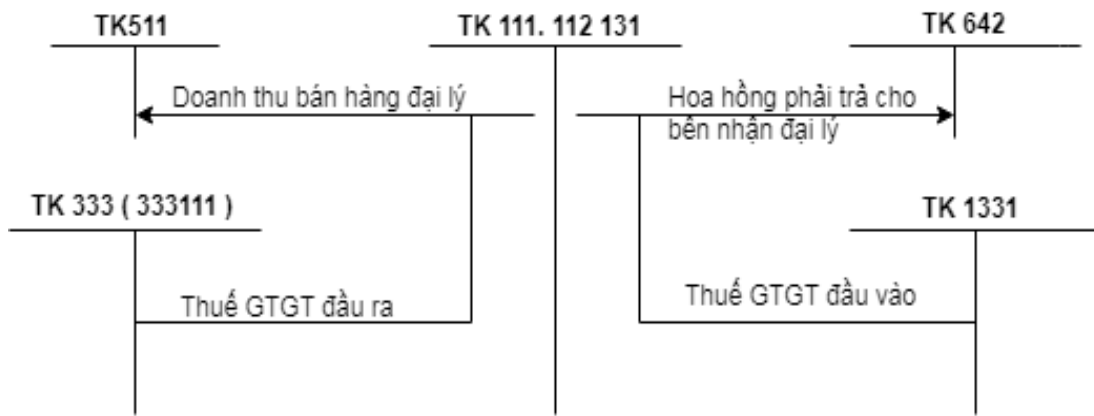 TK511
TK 111. 112 131
TK 642
Doanh thu bán hàng đại lý
Hoa hồng phải trả cho
bên nhận đại lý
TK 333 ( 333111 )
TK 1331
Thuế GTGT đầu ra
Thuế GTGT đầu vào